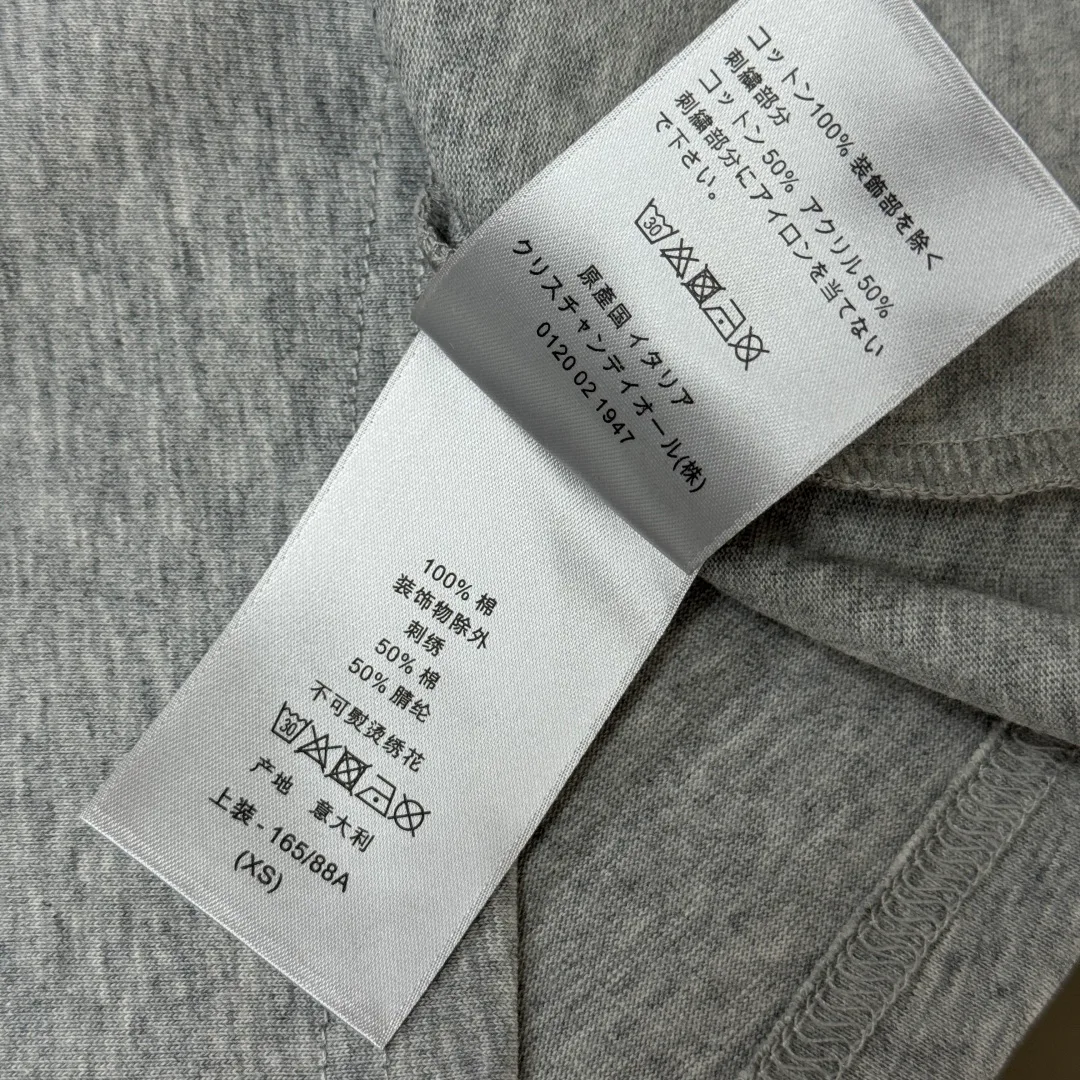 コットン100% 装飾部を除く
刺繍部分
コットン 50% アクリル 50%
刺繍部分にアイロンを当てない
で下さい。
30
原産国 イタリア
クリスチャンディオール(株)
0120 02 1947
100% 棉
装饰物除外
刺绣
50% 棉
50% 腈纶
不可熨烫绣花
30
产地 意大利
上装 - 165/88A
(XS)